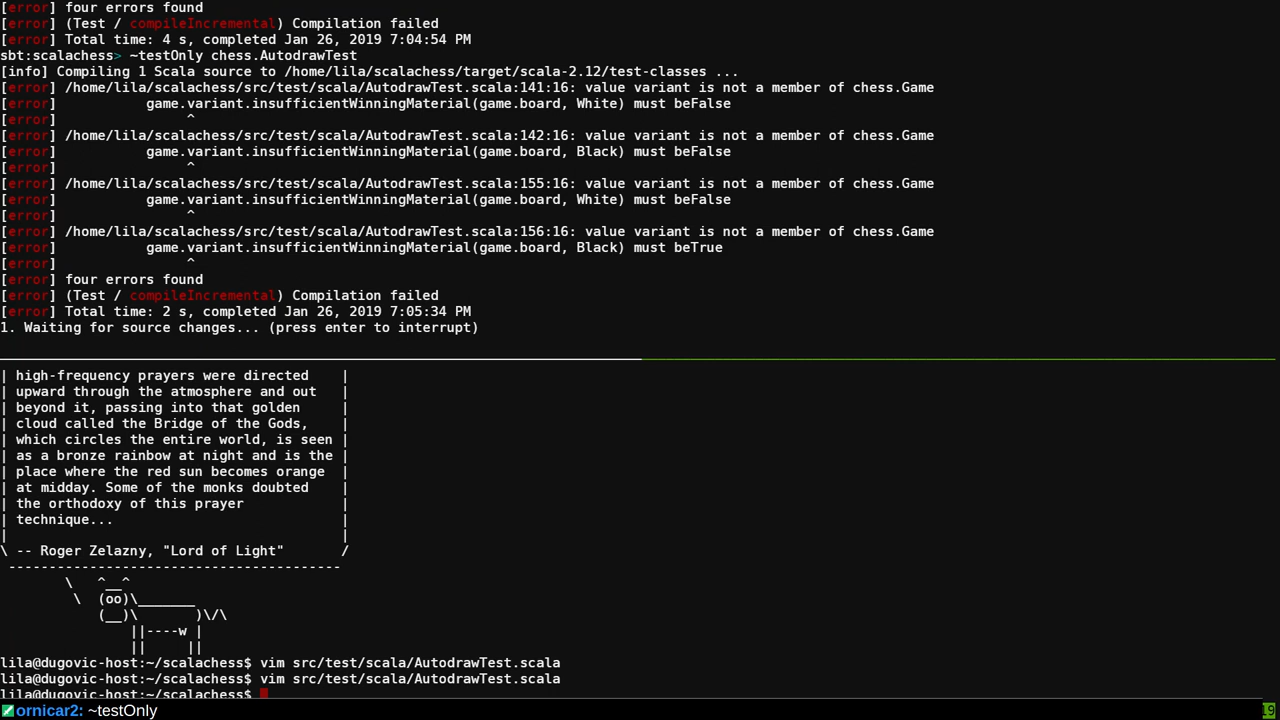 [error] four errors found
[error] (Test / compileIncremental) Compilation failed
[error] Total time: 4 s, completed Jan 26, 2019 7:04:54 PM
sbt:scalachess> ~testOnly chess.AutodrawTest
[info] Compiling 1 Scala source to /home/lila/scalachess/target/scala-2.12/test-classes ...
[error] /home/lila/scalachess/src/test/scala/AutodrawTest.scala:141:16: value variant is not a member of chess.Game
[error]           game.variant.insufficientWinningMaterial(game.board, White) must beFalse
[error]                ^
[error] /home/lila/scalachess/src/test/scala/AutodrawTest.scala:142:16: value variant is not a member of chess.Game
[error]           game.variant.insufficientWinningMaterial(game.board, Black) must beFalse
[error]                ^
[error] /home/lila/scalachess/src/test/scala/AutodrawTest.scala:155:16: value variant is not a member of chess.Game
[error]           game.variant.insufficientWinningMaterial(game.board, White) must beFalse
[error]                ^
[error] /home/lila/scalachess/src/test/scala/AutodrawTest.scala:156:16: value variant is not a member of chess.Game
[error]           game.variant.insufficientWinningMaterial(game.board, Black) must beTrue
[error]                ^
[error] four errors found
[error] (Test / compileIncremental) Compilation failed
[error] Total time: 2 s, completed Jan 26, 2019 7:05:34 PM
1. Waiting for source changes... (press enter to interrupt)
| high-frequency prayers were directed    |
| upward through the atmosphere and out   |
| beyond it, passing into that golden     |
| cloud called the Bridge of the Gods,    |
| which circles the entire world, is seen |
| as a bronze rainbow at night and is the |
| place where the red sun becomes orange  |
| at midday. Some of the monks doubted    |
| the orthodoxy of this prayer            |
| technique...                            |
|                                         |
\ -- Roger Zelazny, "Lord of Light"       /
 -----------------------------------------
        \   ^__^
         \  (oo)\_______
            (__)\       )\/\
                ||----w |
                ||     ||
lila@dugovic-host:~/scalachess$ vim src/test/scala/AutodrawTest.scala
lila@dugovic-host:~/scalachess$ vim src/test/scala/AutodrawTest.scala
lila@dugovic-host:~/scalachess$
ornicar2: ~testOnly
19